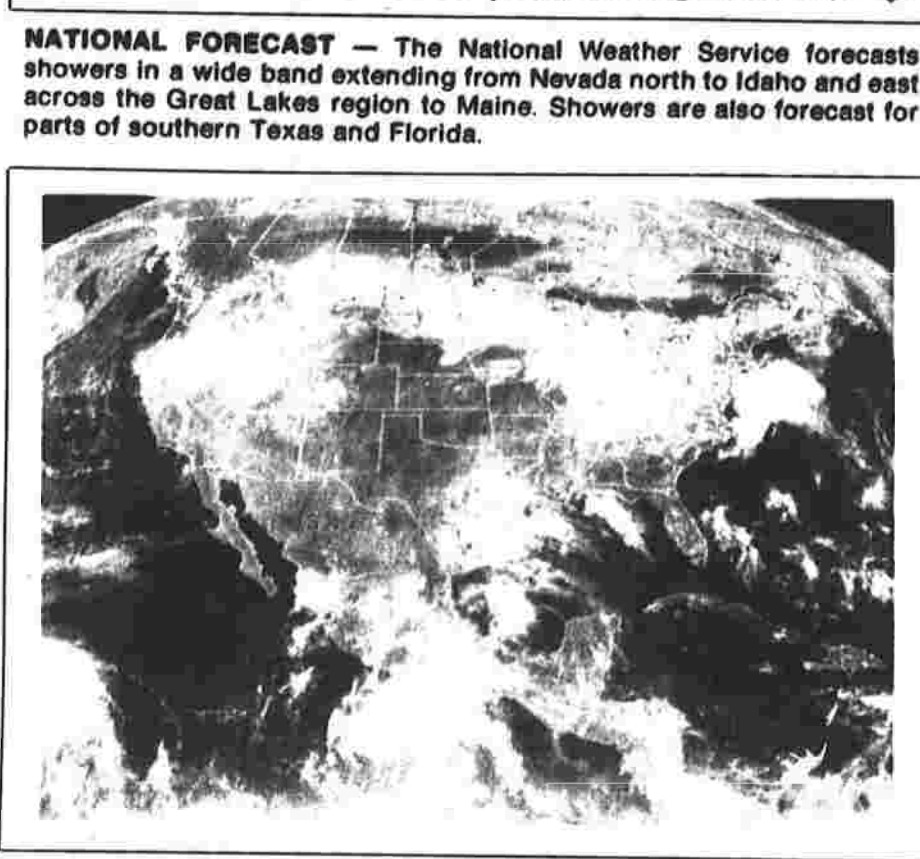 NATIONAL FORECAST — The National Weather Service forecasts
showers in a wide band extending from Nevada north to Idaho and east
across the Great Lakes region to Maine. Showers are also forecast for
parts of southern Texas and Florida.